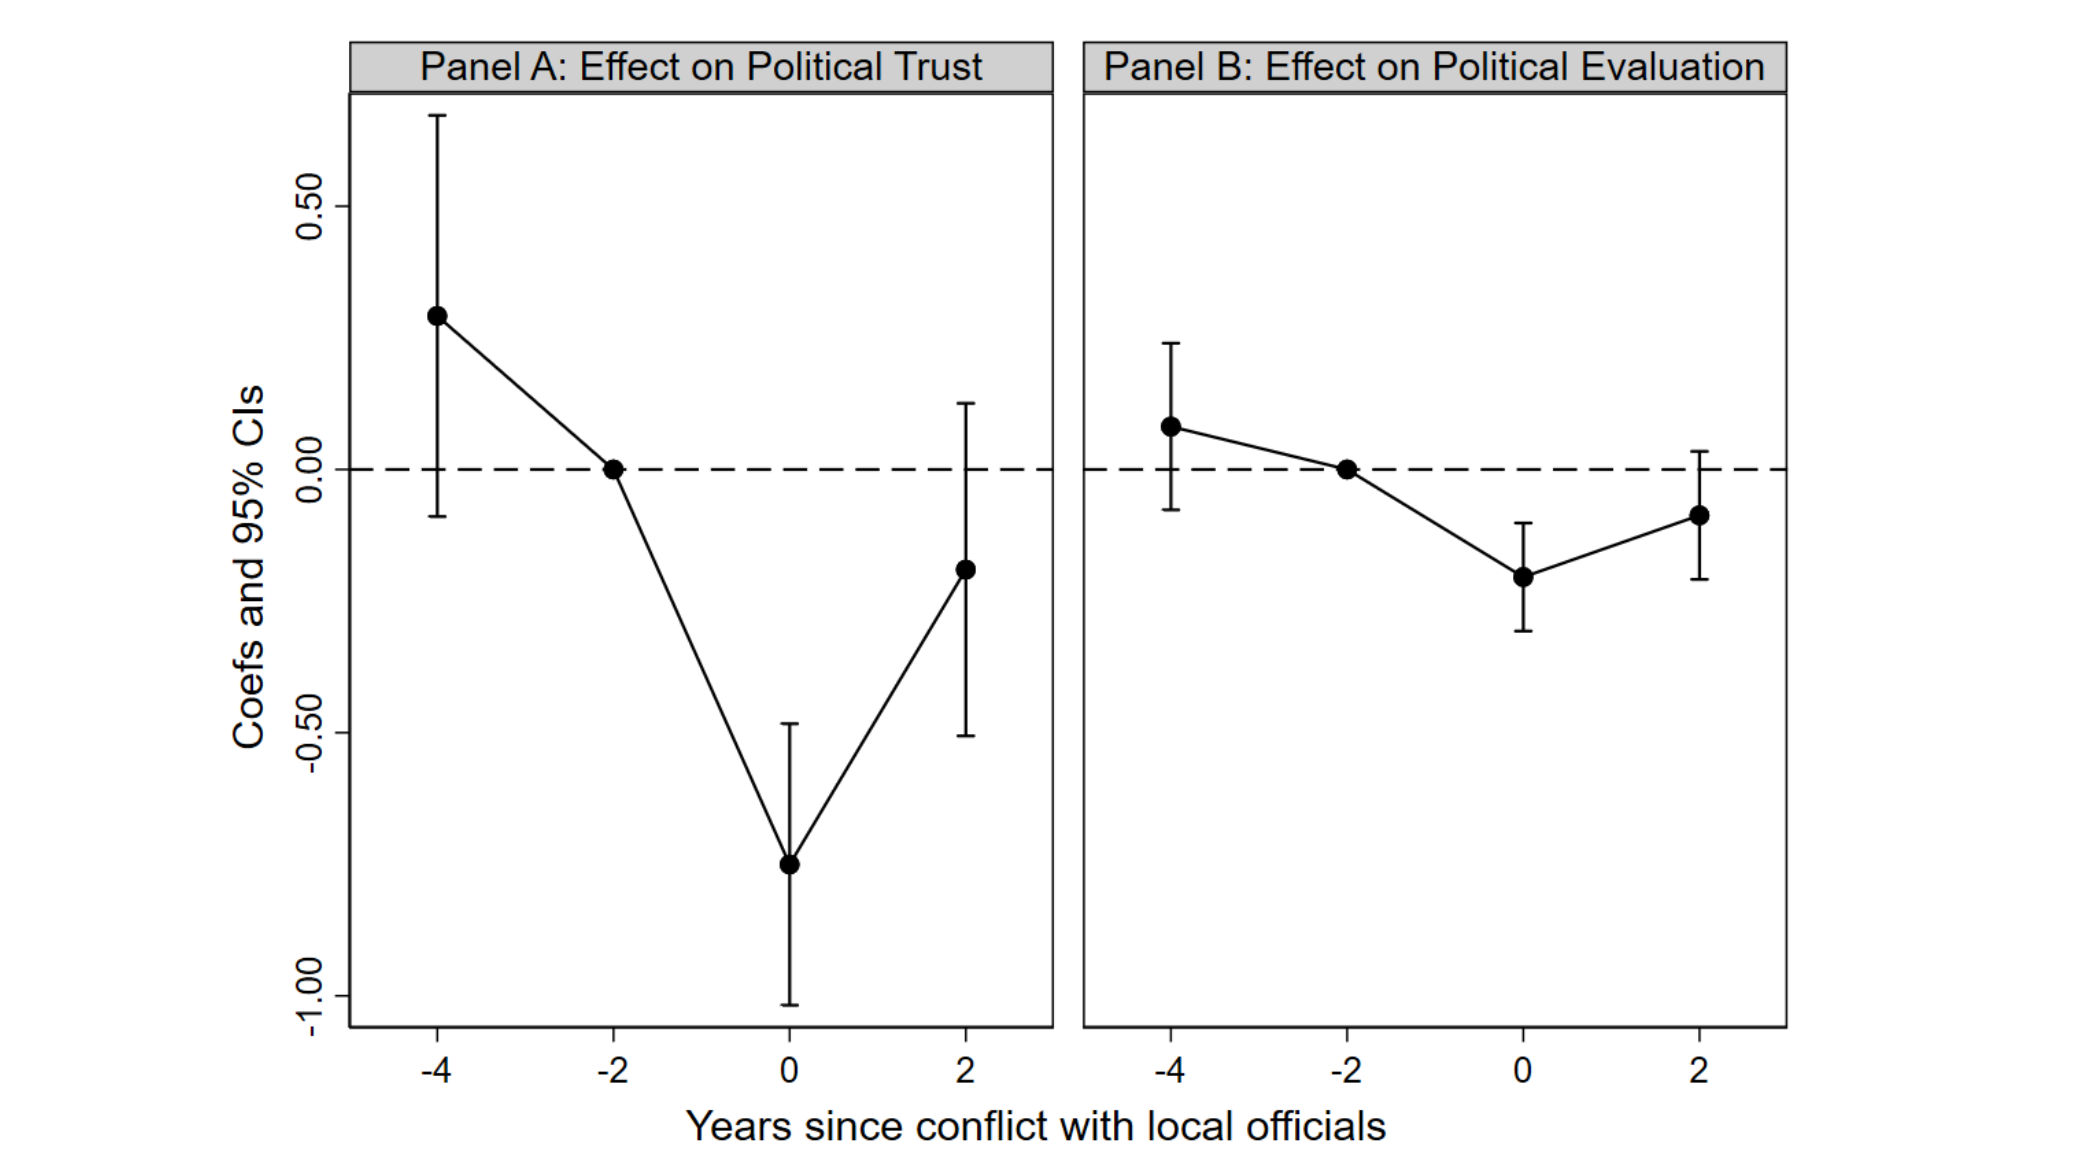 Panel A: Effect on Political Trust
Panel B: Effect on Political Evaluation
Coefs and 95% CIs
0.50
0.00
-0.50
-1.00
-4 -2 0 2
-4 -2 0 2
Years since conflict with local officials